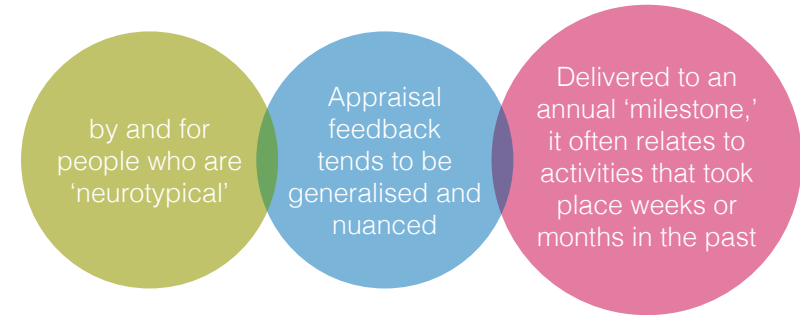 by and for
people who are
‘neurotypical’
Appraisal
feedback
tends to be
generalised and
nuanced
Delivered to an
annual ‘milestone,’
it often relates to
activities that took
place weeks or
months in the past